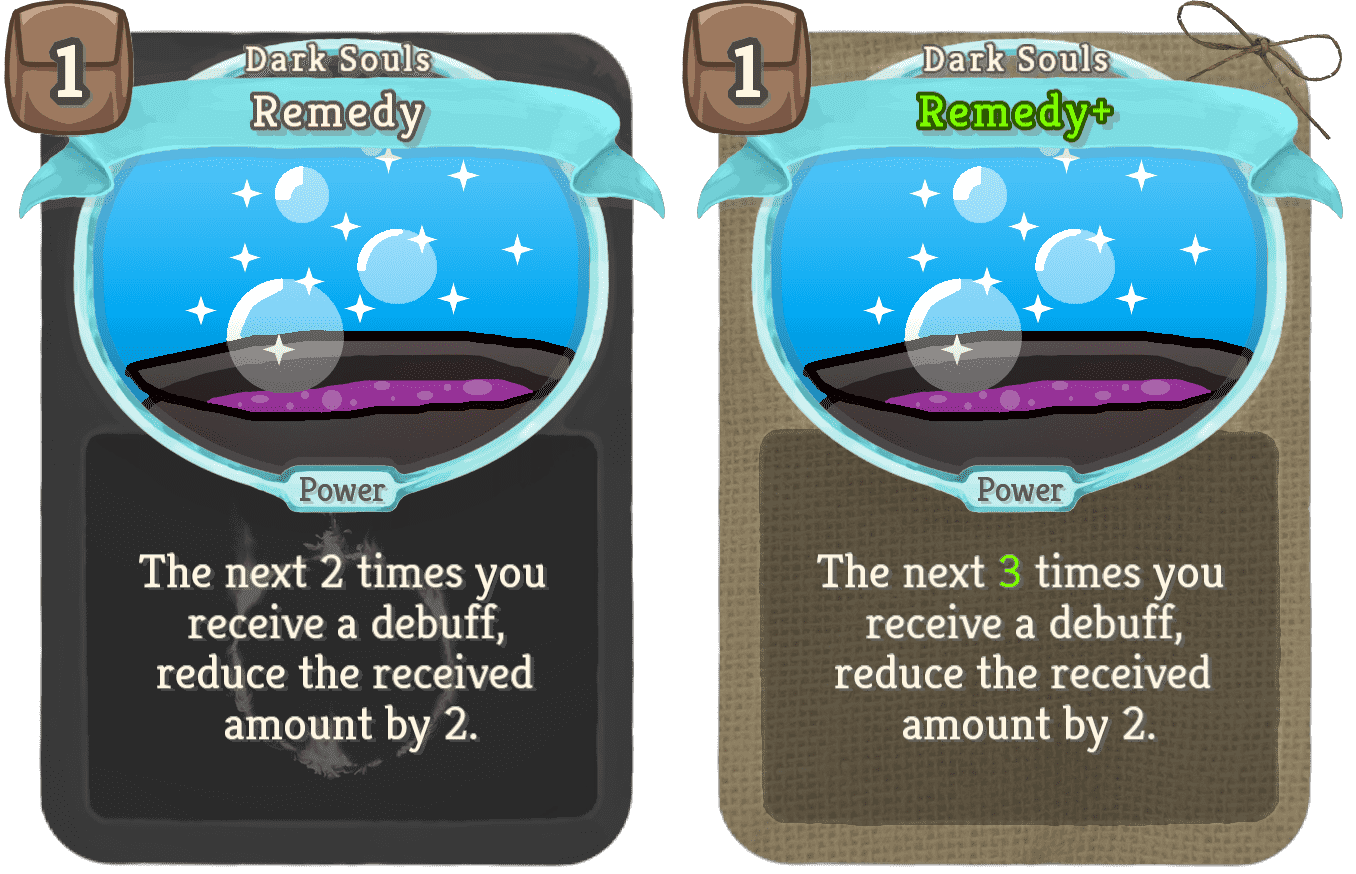 1
Dark Souls
Remedy
Power
The next 2 times you
receive a debuff,
reduce the received
amount by 2.
1
Dark Souls
Remedy+
Power
The next 3 times you
receive a debuff,
reduce the received
amount by 2.